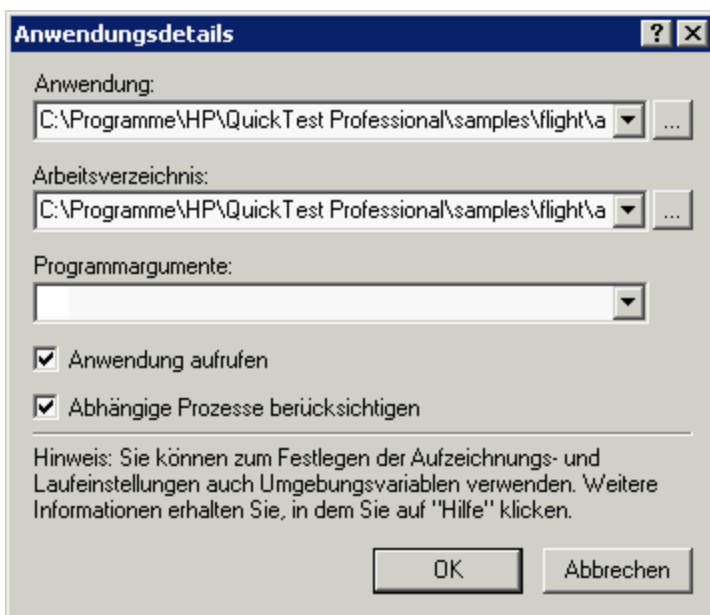 Anwendungsdetails
Anwendung:
C:\Programme\HP\QuickTest Professional\samples\flight\a
...
Arbeitsverzeichnis:
C:\Programme\HP\QuickTest Professional\samples\flight\a
...
Programmargumente:
Anwendung aufrufen
Abhängige Prozesse berücksichtigen
Hinweis: Sie können zum Festlegen der Aufzeichnungs- und
Laufeinstellungen auch Umgebungsvariablen verwenden. Weitere
Informationen erhalten Sie, in dem Sie auf "Hilfe" klicken.
OK
Abbrechen